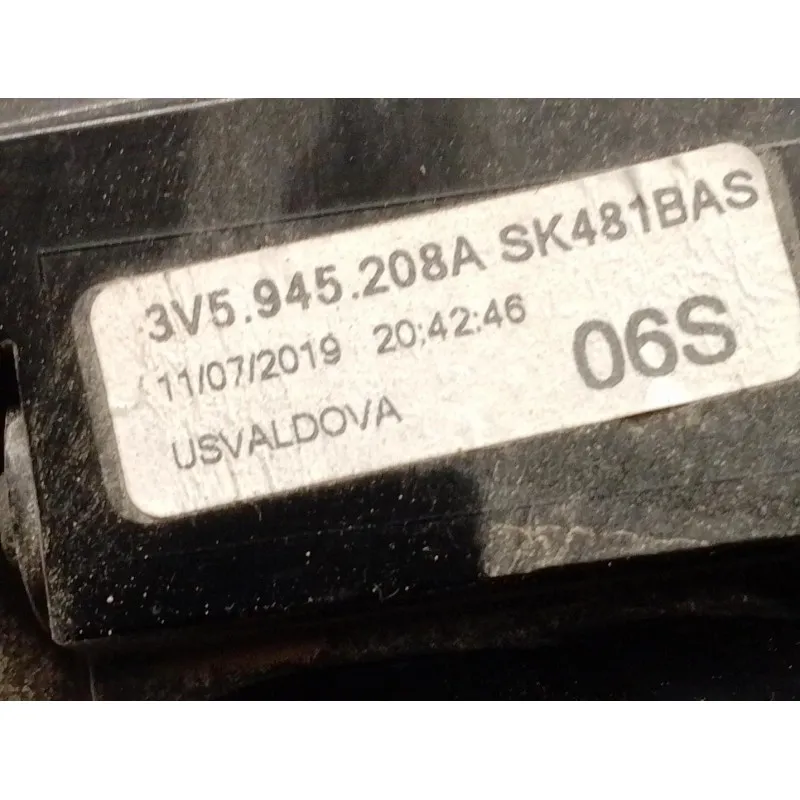 3V5.945.208A SK481BAS
11/07/2019 20:42:46 06S
USVALDOVA